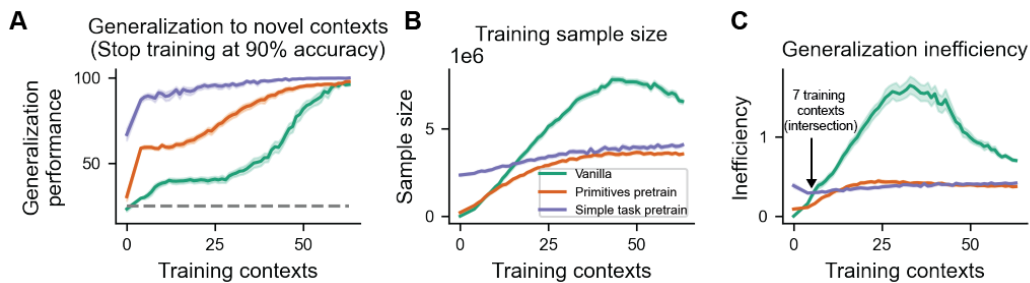 A
Generalization to novel contexts
(Stop training at 90% accuracy)
Generalization
performance
100
50
0
25
50
Training contexts
B
Training sample size
1e6
Sample size
5
0
Vanilla
Primitives pretrain
Simple task pretrain
0
25
50
Training contexts
C
Generalization inefficiency
Inefficiency
1
0
7 training
contexts
(intersection)
0
25
50
Training contexts